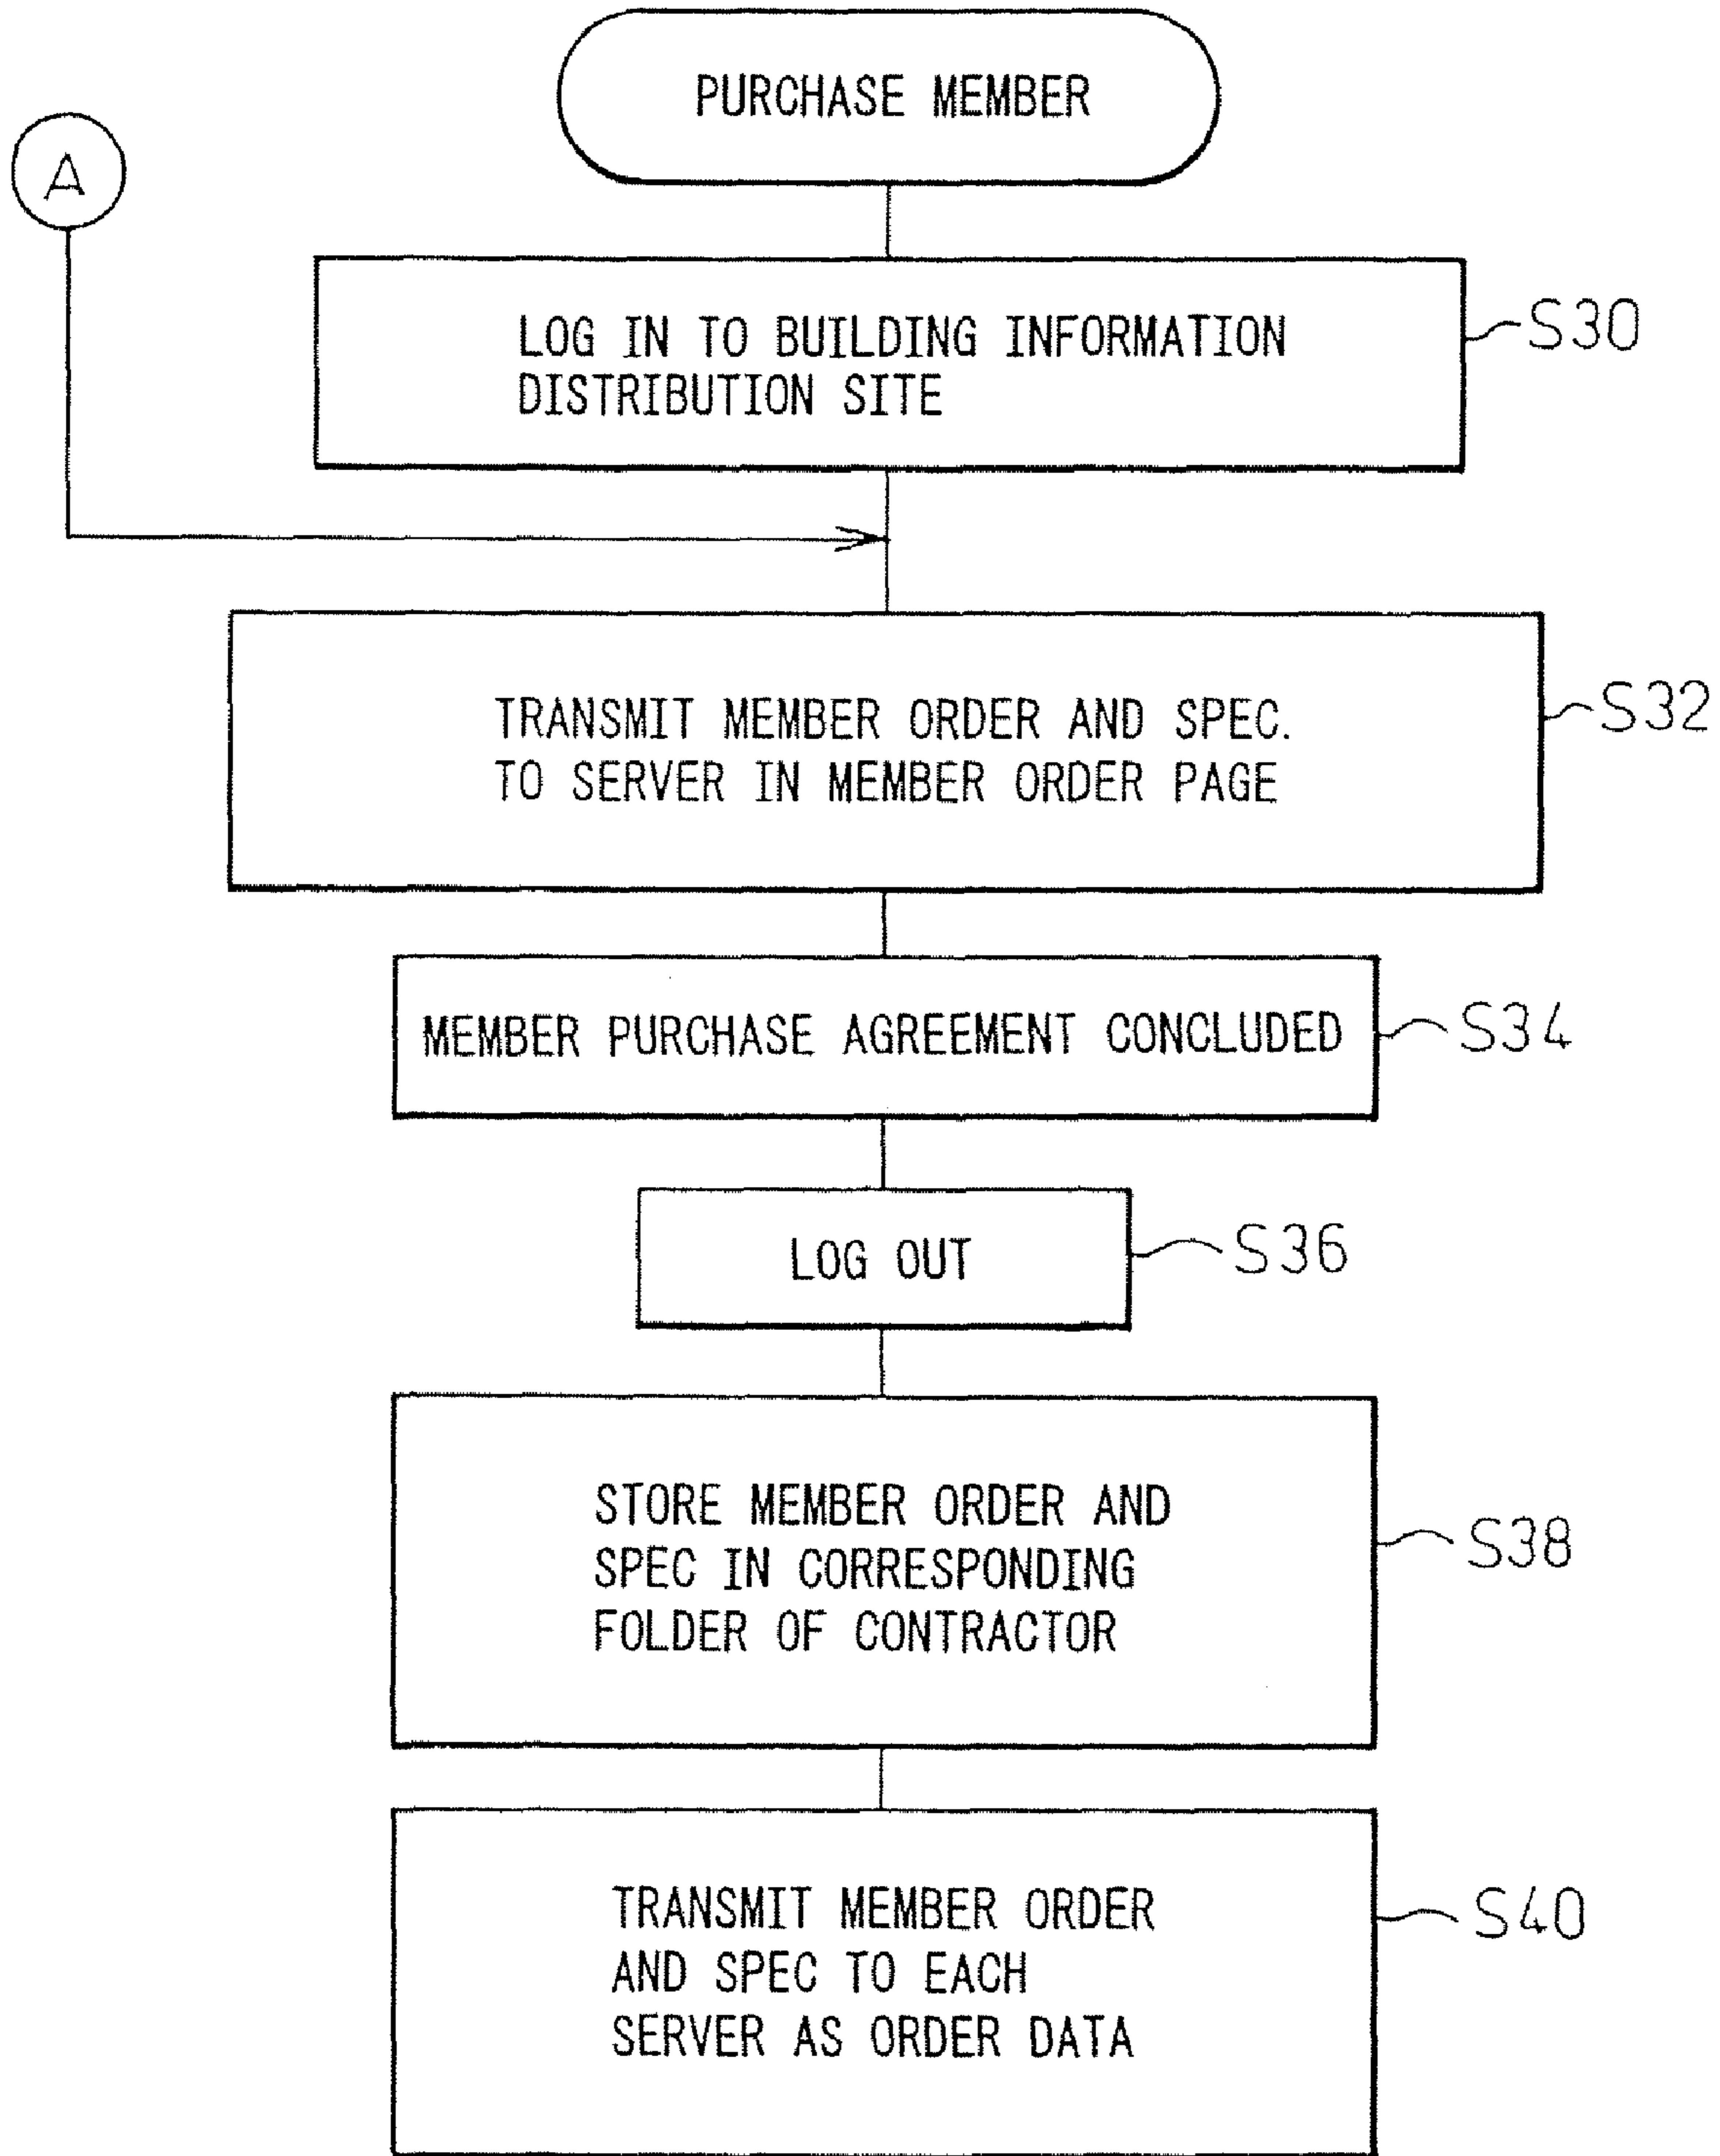 PURCHASE MEMBER
A
LOG IN TO BUILDING INFORMATION
DISTRIBUTION SITE
S30
TRANSMIT MEMBER ORDER AND SPEC.
TO SERVER IN MEMBER ORDER PAGE
S32
MEMBER PURCHASE AGREEMENT CONCLUDED
S34
LOG OUT
S36
STORE MEMBER ORDER AND
SPEC IN CORRESPONDING
FOLDER OF CONTRACTOR
S38
TRANSMIT MEMBER ORDER
AND SPEC TO EACH
SERVER AS ORDER DATA
S40